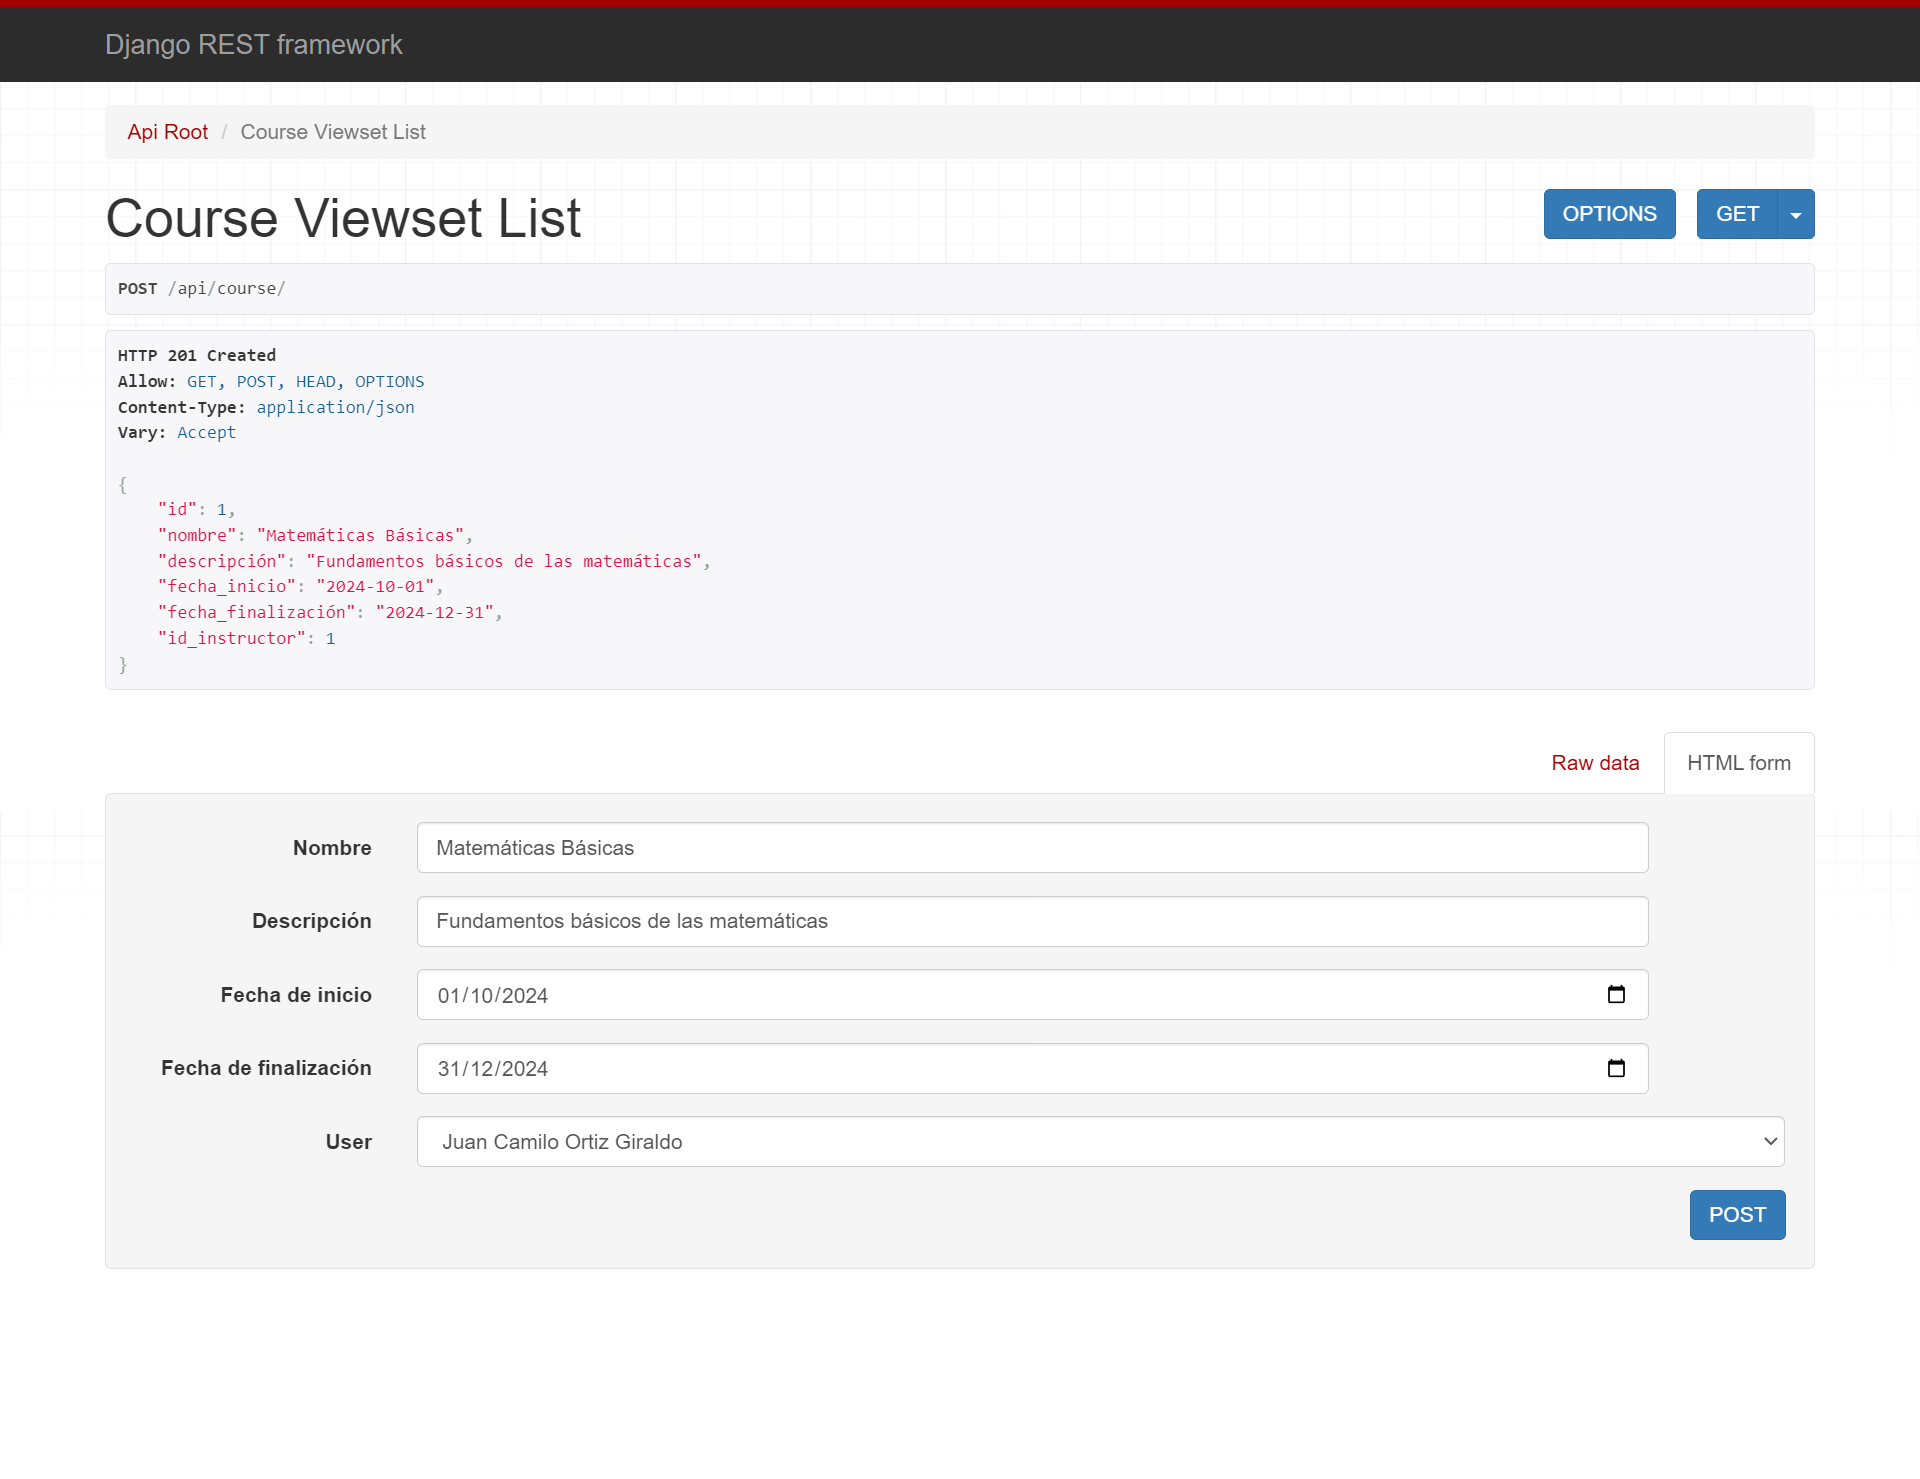 Django REST framework
Api Root / Course Viewset List
Course Viewset List
OPTIONS
GET
POST /api/course/
HTTP 201 Created
Allow: GET, POST, HEAD, OPTIONS
Content-Type: application/json
Vary: Accept
{
    "id": 1,
    "nombre": "Matemáticas Básicas",
    "descripción": "Fundamentos básicos de las matemáticas",
    "fecha_inicio": "2024-10-01",
    "fecha_finalización": "2024-12-31",
    "id_instructor": 1
}
Raw data
HTML form
Nombre
Matemáticas Básicas
Descripción
Fundamentos básicos de las matemáticas
Fecha de inicio
01/10/2024
Fecha de finalización
31/12/2024
User
Juan Camilo Ortiz Giraldo
POST